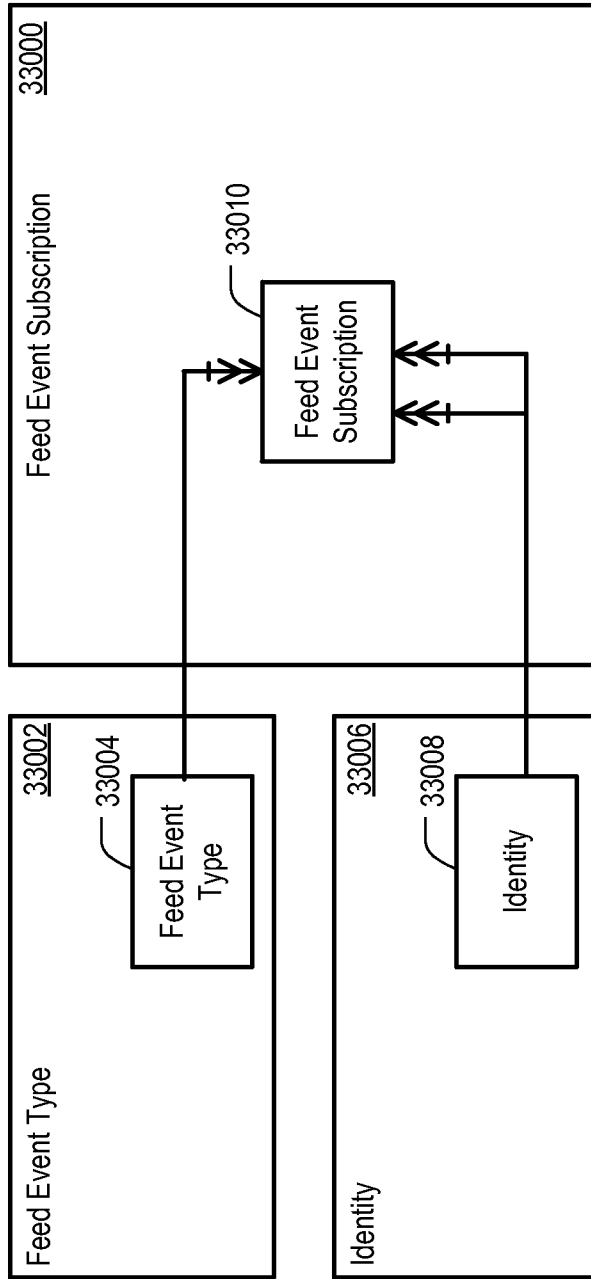 Feed Event Type
33002
Feed Event
Type
33004
Identity
33006
Identity
33008
Feed Event Subscription
33000
Feed Event
Subscription
33010